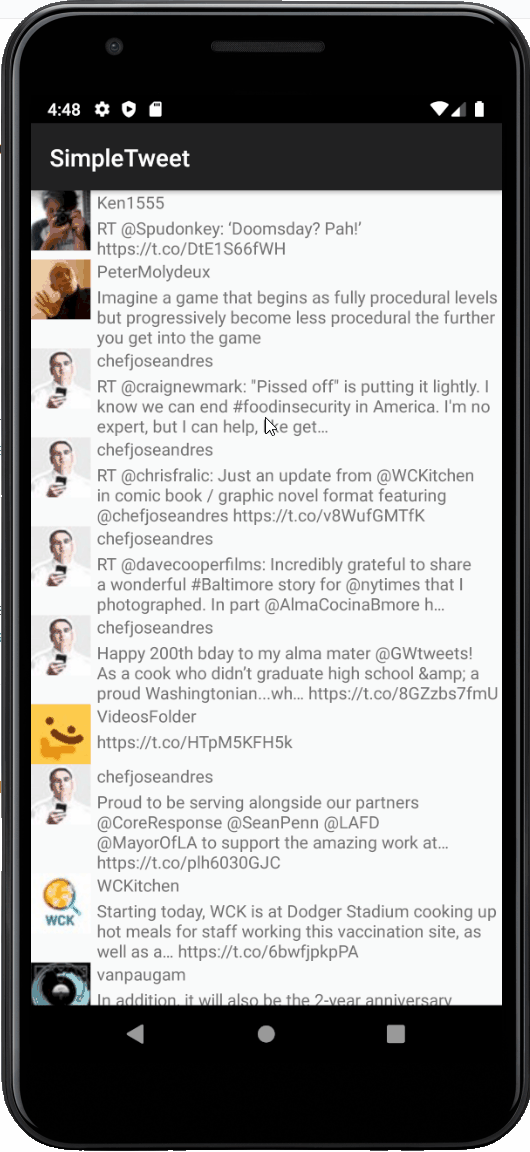 4:48
SimpleTweet
Ken1555
RT @Spudonkey: ‘Doomsday? Pah!’
https://t.co/DtE1S66fWH
PeterMolydeux
Imagine a game that begins as fully procedural levels
but progressively become less procedural the further
you get into the game
chefjoseandres
RT @craignewmark: "Pissed off" is putting it lightly. I
know we can end #foodinsecurity in America. I'm no
expert, but I can help, like get…
chefjoseandres
RT @chrisfralic: Just an update from @WCKitchen
in comic book / graphic novel format featuring
@chefjoseandres https://t.co/v8WufGMTfK
chefjoseandres
RT @davecooperfilms: Incredibly grateful to share
a wonderful #Baltimore story for @nytimes that I
photographed. In part @AlmaCocinaBmore h…
chefjoseandres
Happy 200th bday to my alma mater @GWtweets!
As a cook who didn’t graduate high school &amp; a
proud Washingtonian...wh… https://t.co/8GZzbs7fmU
VideosFolder
https://t.co/HTpM5KFH5k
chefjoseandres
Proud to be serving alongside our partners
@CoreResponse @SeanPenn @LAFD
@MayorOfLA to support the amazing work at…
https://t.co/plh6030GJC
WCK
WCKitchen
Starting today, WCK is at Dodger Stadium cooking up
hot meals for staff working this vaccination site, as
well as a… https://t.co/6bwfjpkpPA
vanpaugam
In addition, it will also be the 2-year anniversary